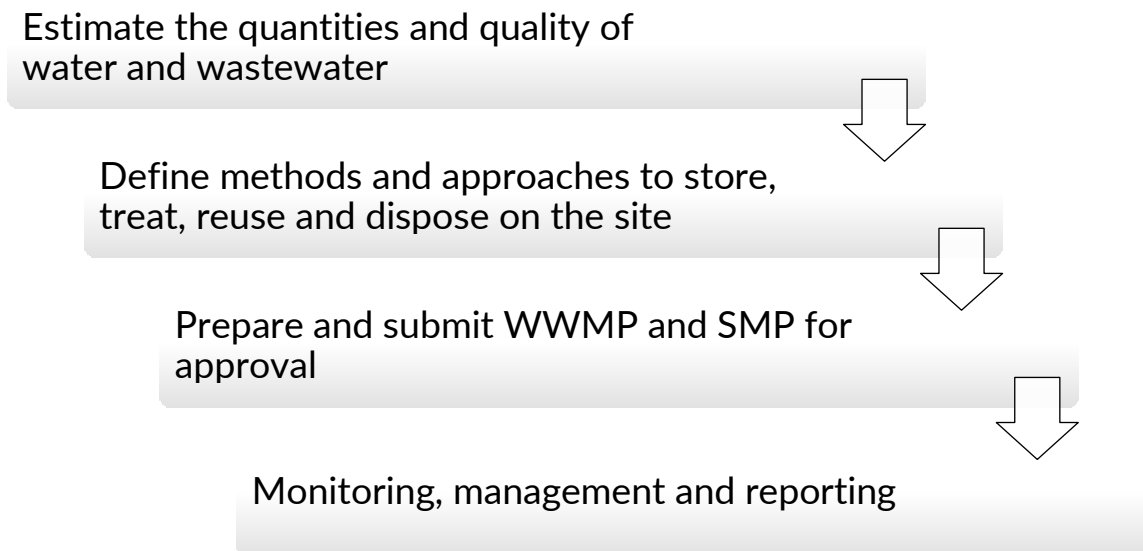 Estimate the quantities and quality of
water and wastewater
Define methods and approaches to store,
treat, reuse and dispose on the site
Prepare and submit WWMP and SMP for
approval
Monitoring, management and reporting